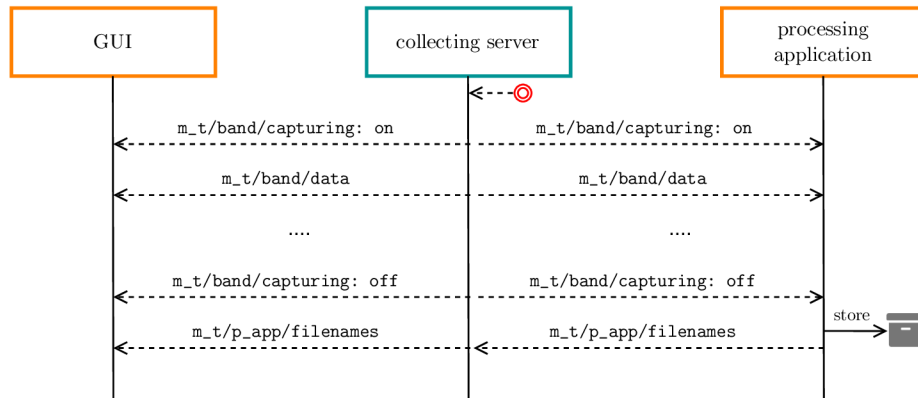 GUI
collecting server
processing
application
m_t/band/capturing: on
m_t/band/capturing: on
m_t/band/data
m_t/band/data
....
....
m_t/band/capturing: off
m_t/band/capturing: off
store
m_t/p_app/filenames
m_t/p_app/filenames